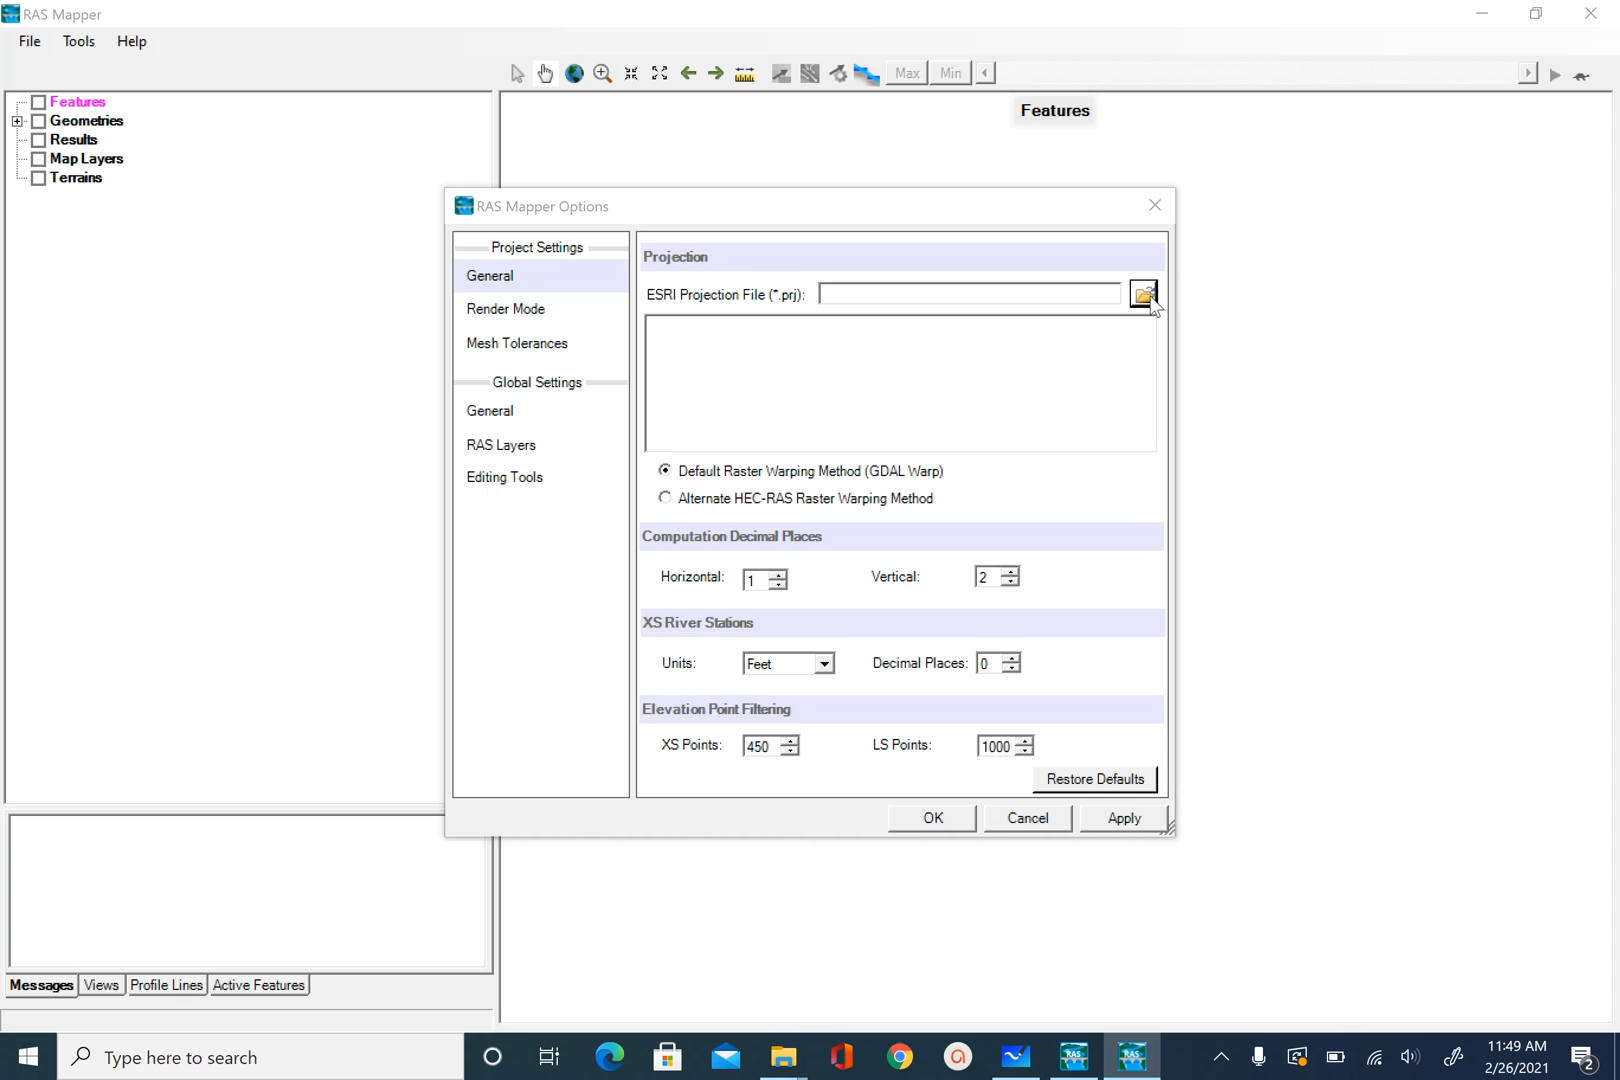 RAS Mapper
File Tools Help
Max Min
Features
Geometries
Results
Map Layers
Terrains
Features
RAS Mapper Options
Project Settings
General
Render Mode
Mesh Tolerances
Global Settings
General
RAS Layers
Editing Tools
Projection
ESRI Projection File (*.prj):
Default Raster Warping Method (GDAL Warp)
Alternate HEC-RAS Raster Warping Method
Computation Decimal Places
Horizontal: 1 Vertical: 2
XS River Stations
Units: Feet Decimal Places: 0
Elevation Point Filtering
XS Points: 450 LS Points: 1000
Restore Defaults
OK Cancel Apply
Messages Views Profile Lines Active Features
Type here to search
RAS RAS
11:49 AM
2/26/2021
2